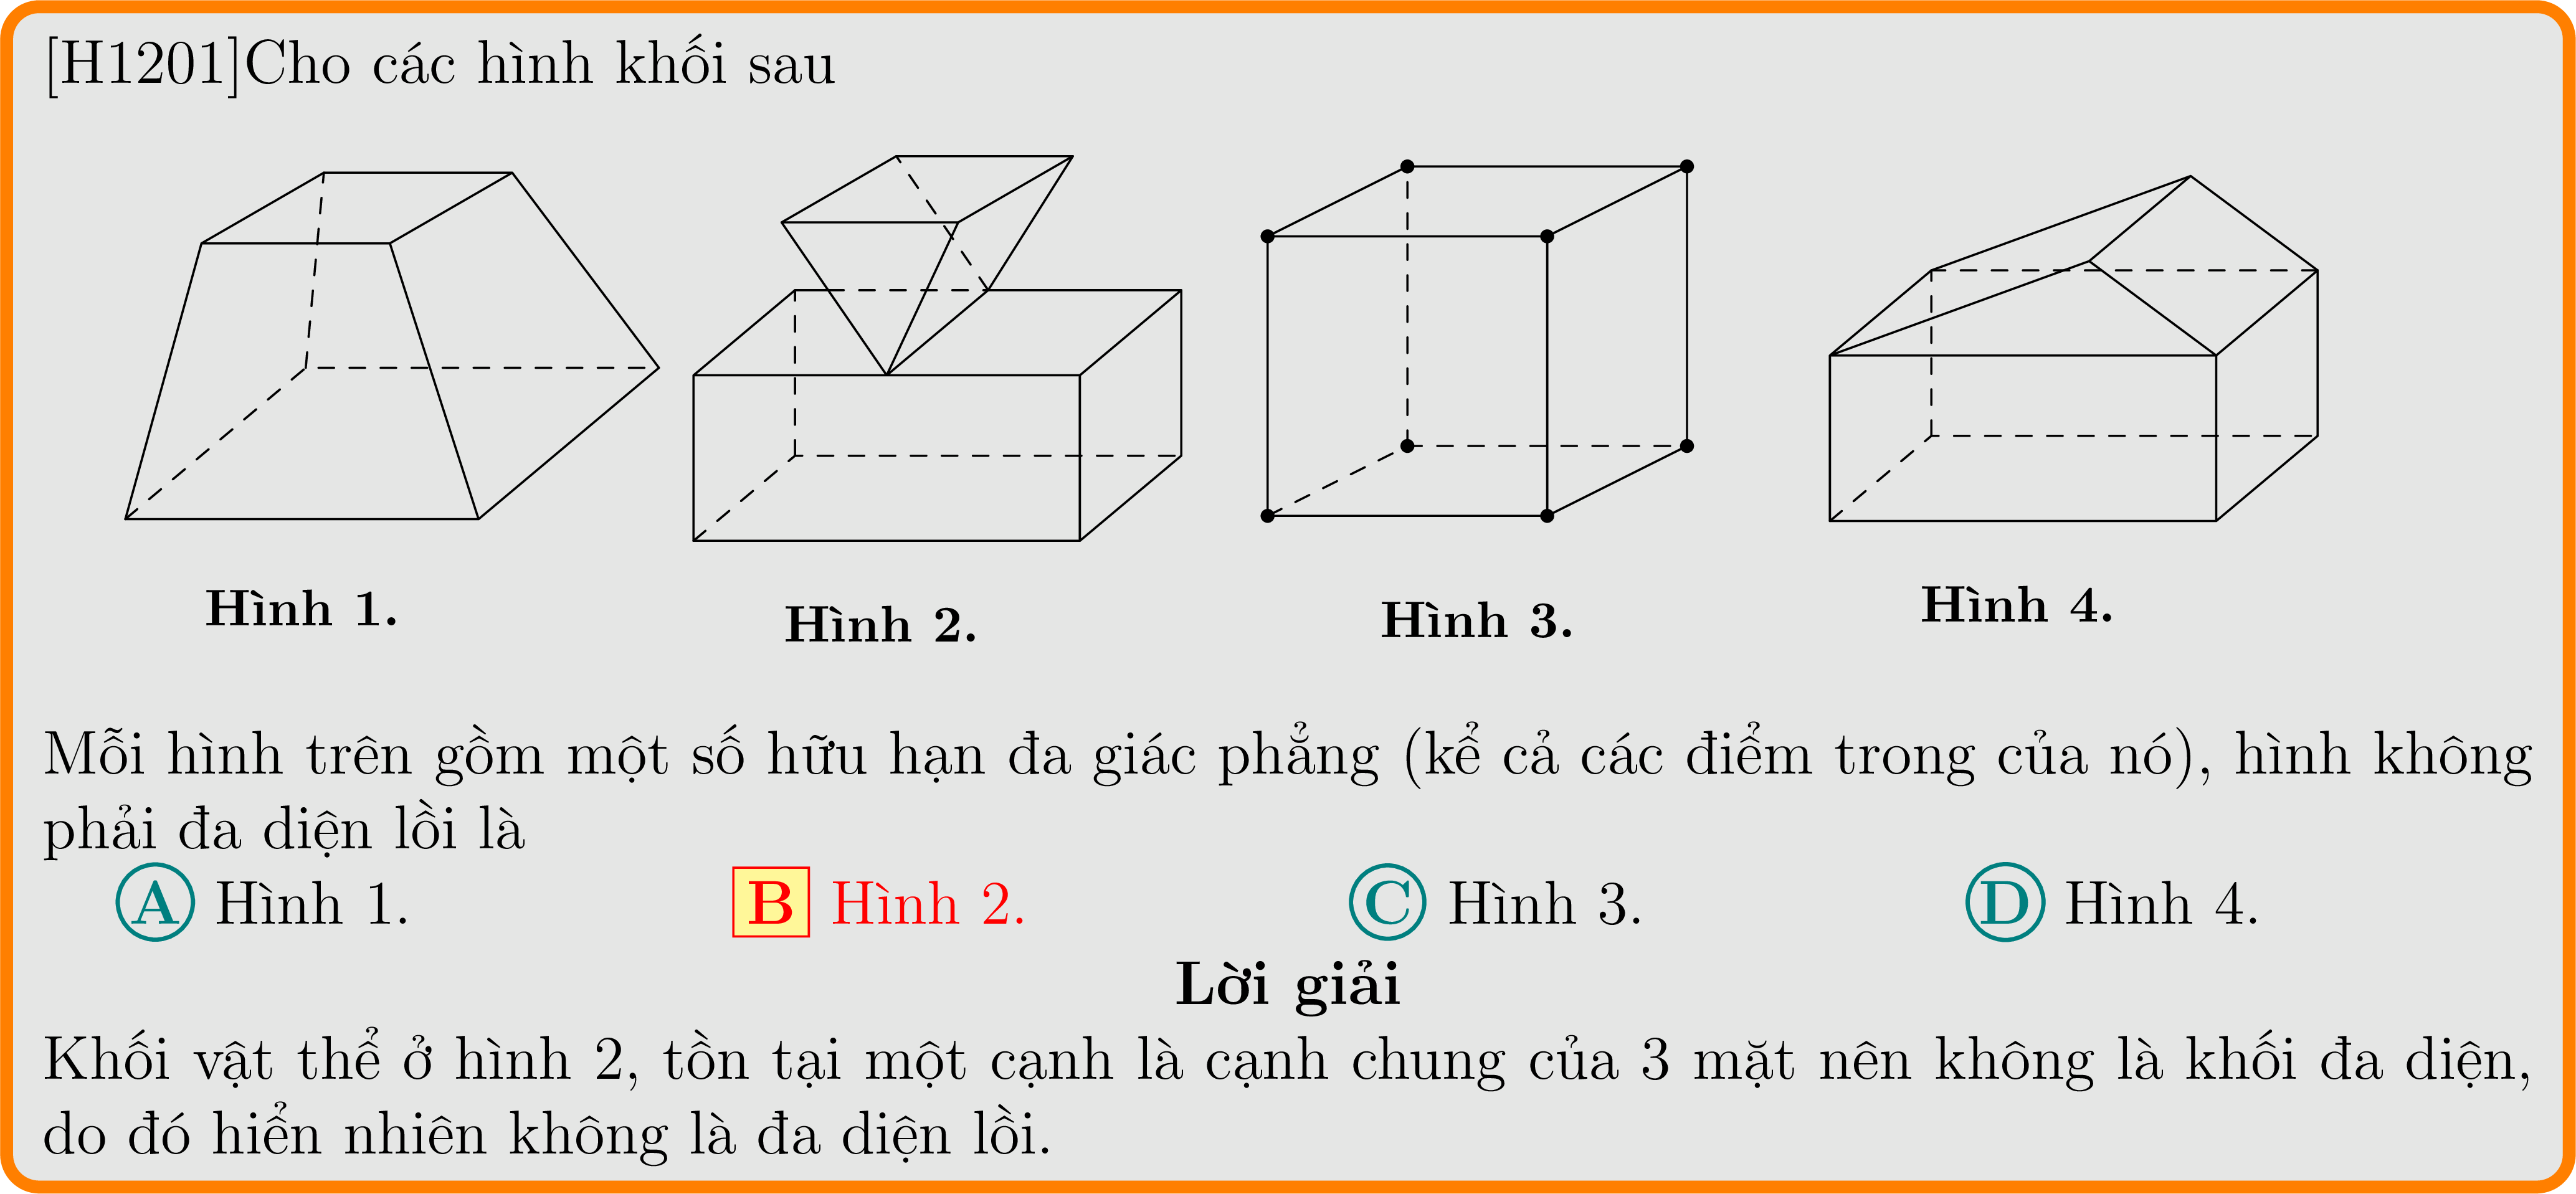 [H1201]Cho các hình khối sau
Hình 1.
Hình 2.
Hình 3.
Hình 4.
Mỗi hình trên gồm một số hữu hạn đa giác phẳng (kể cả các điểm trong của nó), hình không
phải đa diện lồi là
A Hình 1. B Hình 2. C Hình 3. D Hình 4.
Lời giải
Khối vật thể ở hình 2, tồn tại một cạnh là cạnh chung của 3 mặt nên không là khối đa diện,
do đó hiển nhiên không là đa diện lồi.